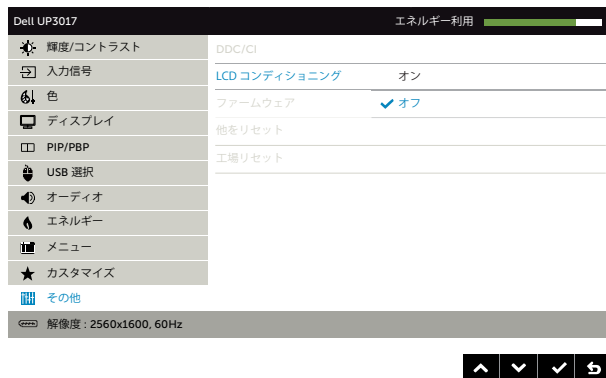 Dell UP3017 エネルギー利用
輝度/コントラスト
入力信号
色
ディスプレイ
PIP/PBP
USB 選択
オーディオ
エネルギー
メニュー
カスタマイズ
その他
DDC/CI
LCD コンディショニング オン
ファームウェア オフ
他をリセット
工場リセット
解像度 : 2560x1600, 60Hz